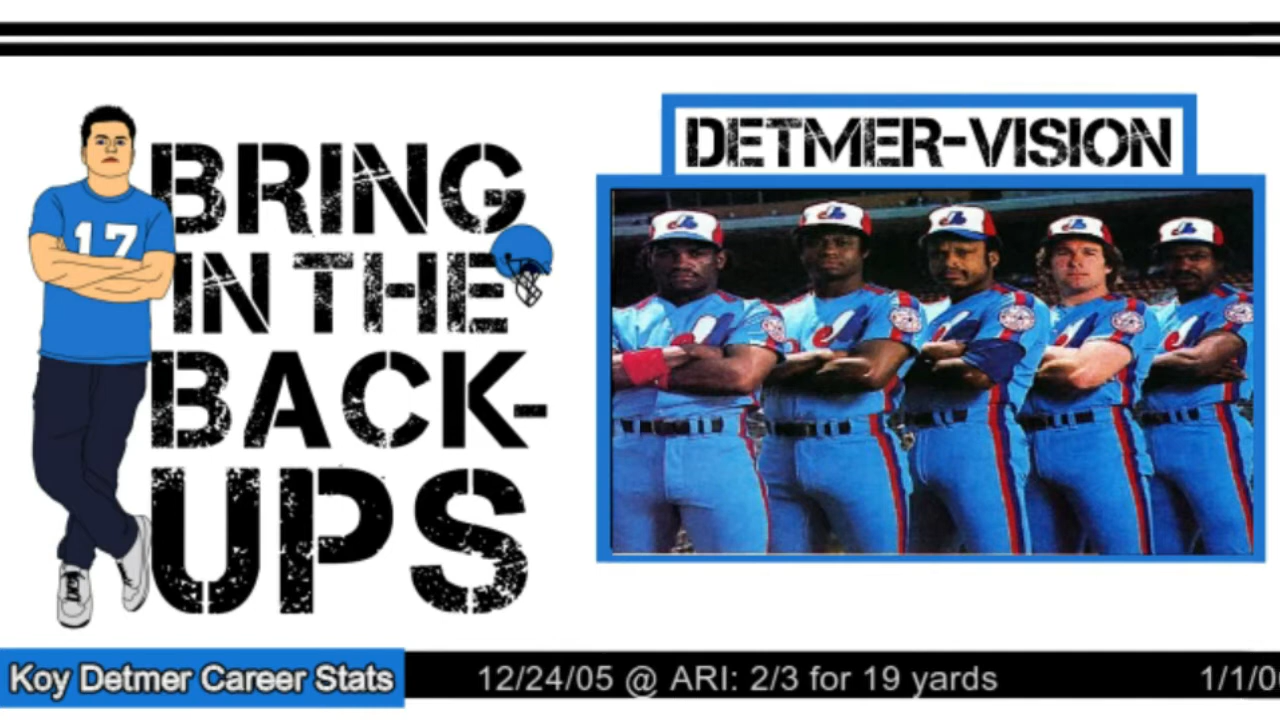 BRING
IN THE
BACK-
UPS
17
DETMER-VISION
Koy Detmer Career Stats
12/24/05 @ ARI: 2/3 for 19 yards